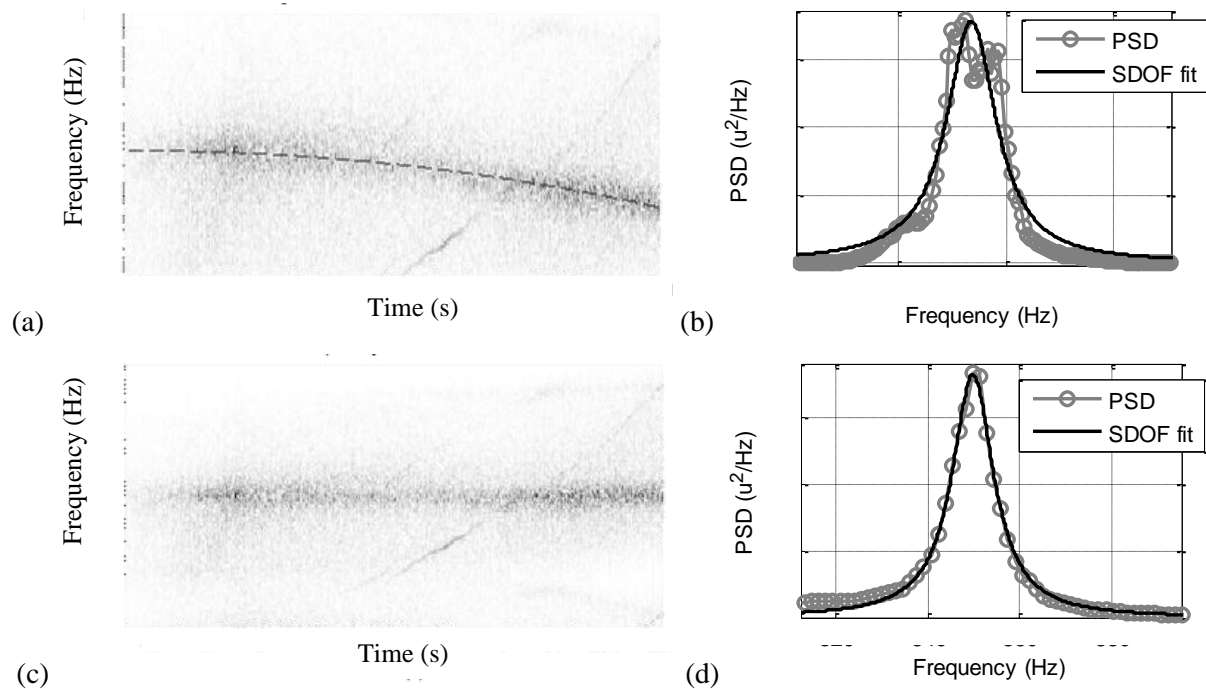 Frequency (Hz)
Time (s)
(a)
PSD (u²/Hz)
PSD
SDOF fit
Frequency (Hz)
(b)
Frequency (Hz)
Time (s)
(c)
PSD (u²/Hz)
PSD
SDOF fit
Frequency (Hz)
(d)